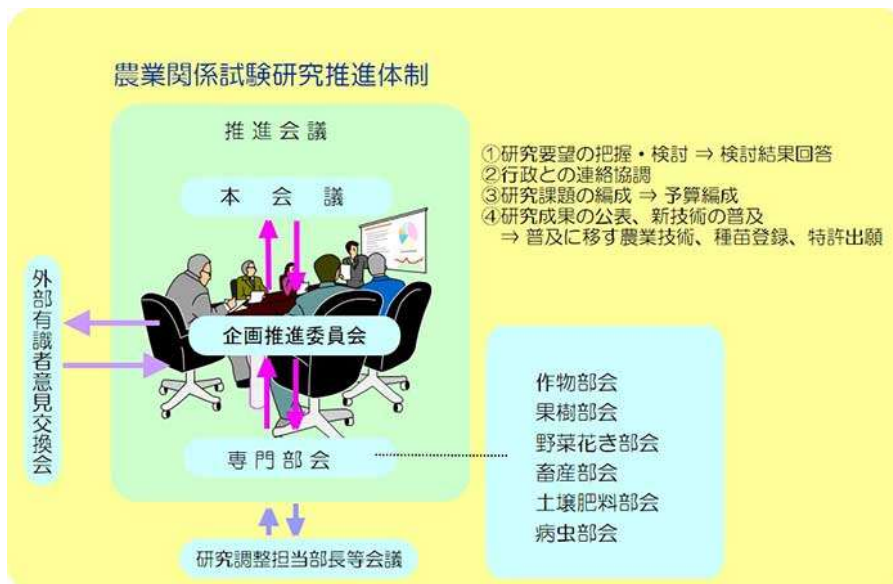 農業関係試験研究推進体制
推進会議
本会議
①研究要望の把握・検討 ⇒ 検討結果回答
②行政との連絡協調
③研究課題の編成 ⇒ 予算編成
④研究成果の公表、新技術の普及
⇒ 普及に移す農業技術、種苗登録、特許出願
外部有識者意見交換会
企画推進委員会
専門部会
作物部会
果樹部会
野菜花き部会
畜産部会
土壌肥料部会
病虫部会
研究調整担当部長等会議